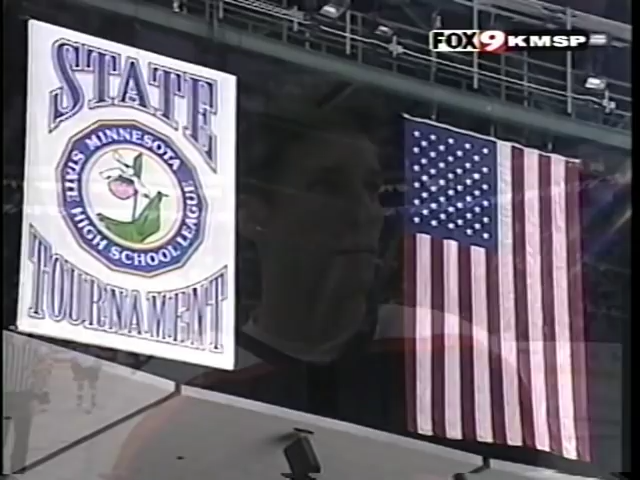 FOX 9 KMSP
STATE
MINNESOTA
STATE HIGH SCHOOL LEAGUE
TOURNAMENT